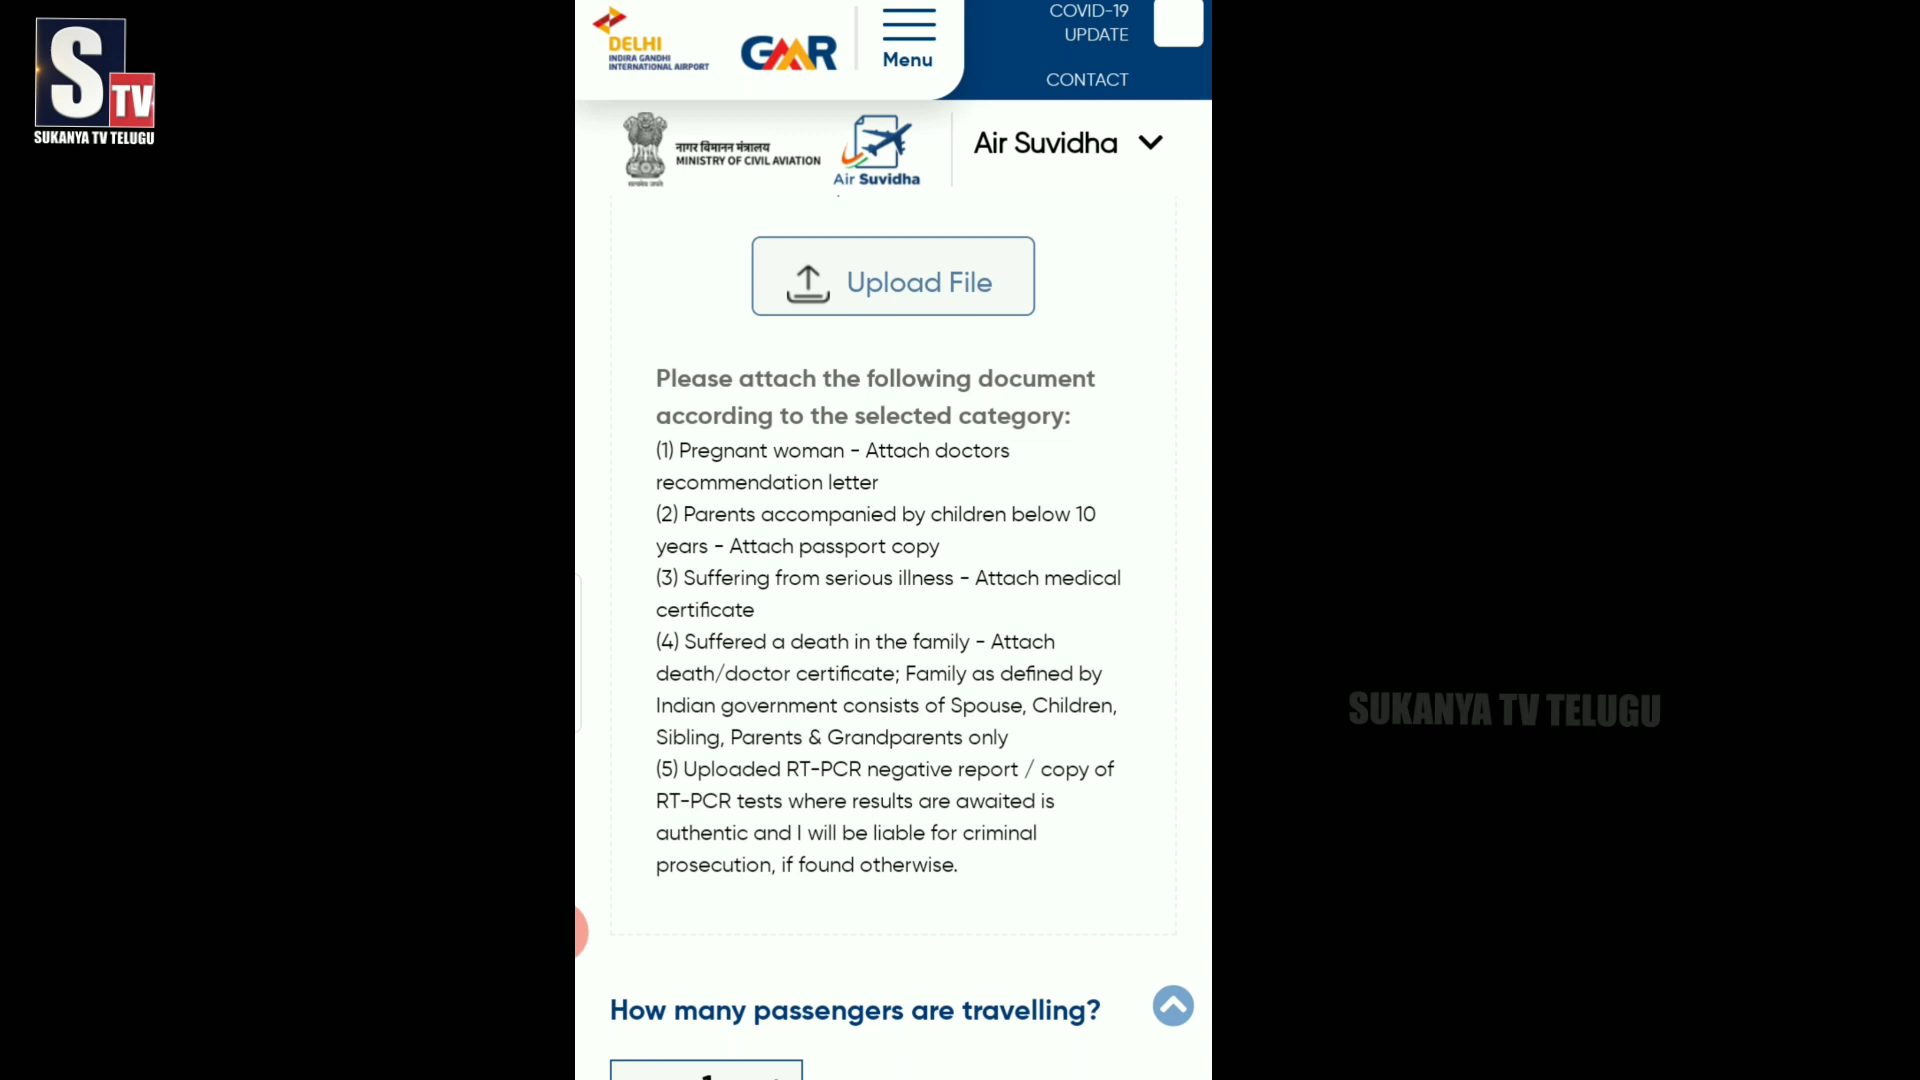 S
TV
SUKANYA TV TELUGU
DELHI
INDIRA GANDHI
INTERNATIONAL AIRPORT
GMR
Menu
COVID-19
UPDATE
CONTACT
नागर विमानन मंत्रालय
MINISTRY OF CIVIL AVIATION
सत्यमेव जयते
Air Suvidha
Air Suvidha
Upload File
Please attach the following document
according to the selected category:
(1) Pregnant woman - Attach doctors
recommendation letter
(2) Parents accompanied by children below 10
years - Attach passport copy
(3) Suffering from serious illness - Attach medical
certificate
(4) Suffered a death in the family - Attach
death/doctor certificate; Family as defined by
Indian government consists of Spouse, Children,
Sibling, Parents & Grandparents only
(5) Uploaded RT-PCR negative report / copy of
RT-PCR tests where results are awaited is
authentic and I will be liable for criminal
prosecution, if found otherwise.
SUKANYA TV TELUGU
How many passengers are travelling?